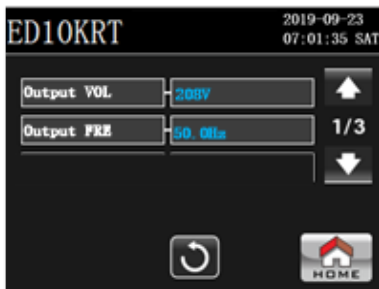 ED10KRT
2019-09-23
07:01:35 SAT
Output VOL
208V
Output FRE
50.0Hz
1/3
HOME